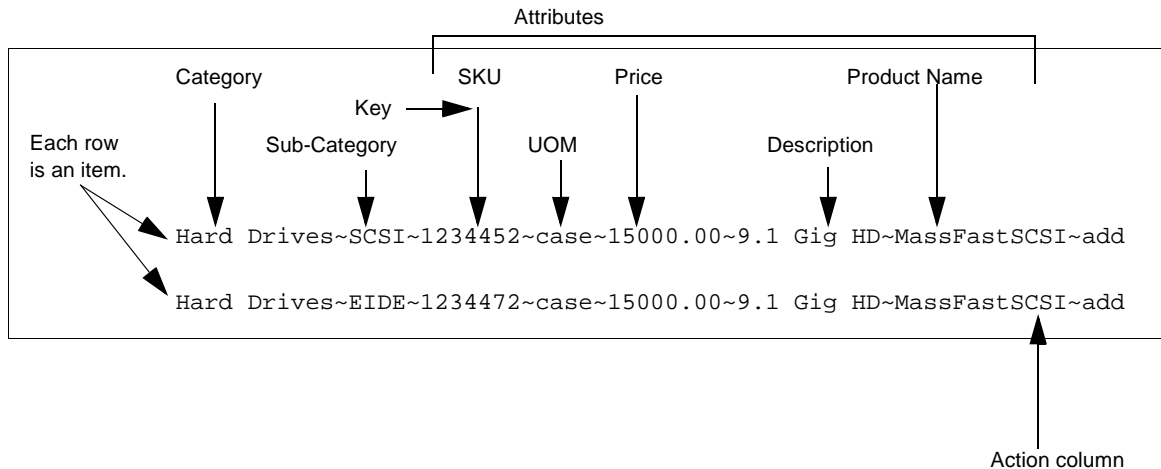 Attributes
Category
SKU
Price
Product Name
Key
Each row
is an item.
Sub-Category
UOM
Description
Hard Drives~SCSI~1234452~case~15000.00~9.1 Gig HD~MassFastSCSI~add
Hard Drives~EIDE~1234472~case~15000.00~9.1 Gig HD~MassFastSCSI~add
Action column